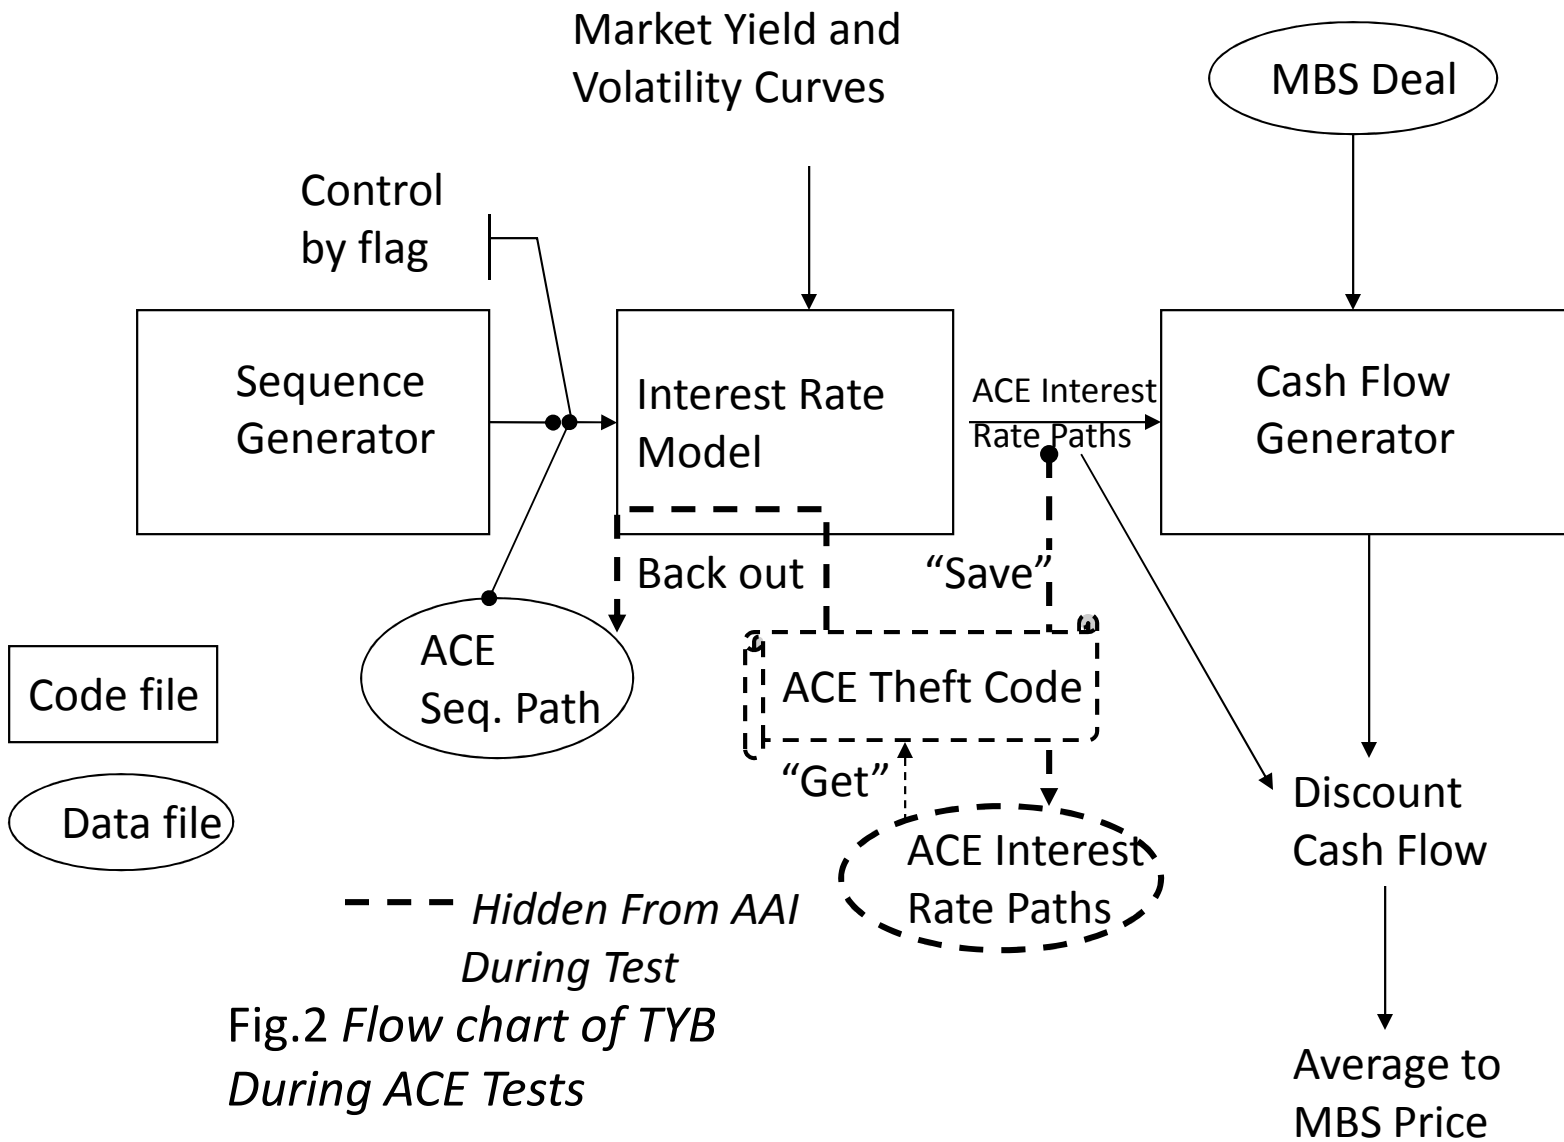 Market Yield and
Volatility Curves
MBS Deal
Control
by flag
Sequence
Generator
Interest Rate
Model
ACE Interest
Rate Paths
Cash Flow
Generator
Back out
“Save”
ACE
Seq. Path
ACE Theft Code
Code file
“Get”
Data file
ACE Interest
Rate Paths
Discount
Cash Flow
Hidden From AAI
During Test
Fig.2 Flow chart of TYB
During ACE Tests
Average to
MBS Price